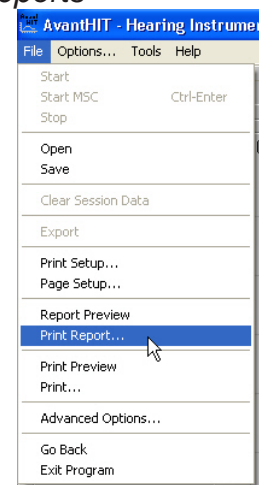 AvantHIT - Hearing Instrume
File Options... Tools Help
Start
Start MSC Ctrl-Enter
Stop
Open
Save
Clear Session Data
Export
Print Setup...
Page Setup...
Report Preview
Print Report...
Print Preview
Print...
Advanced Options...
Go Back
Exit Program